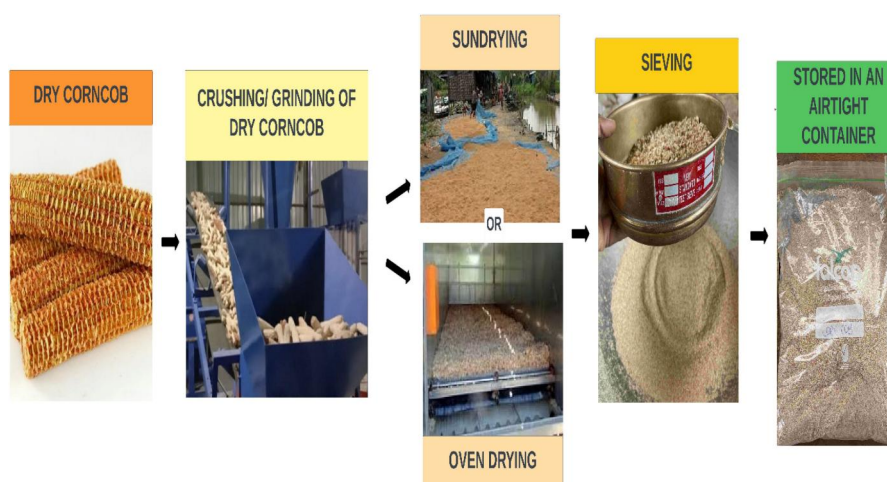 DRY CORNCOB
CRUSHING/ GRINDING OF
DRY CORNCOB
SUNDRYING
OR
OVEN DRYING
SIEVING
STORED IN AN
AIRTIGHT
CONTAINER